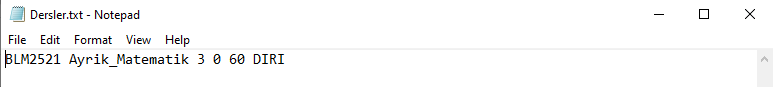 Dersler.txt - Notepad
File Edit Format View Help
BLM2521 Ayrik_Matematik 3 0 60 DIRI